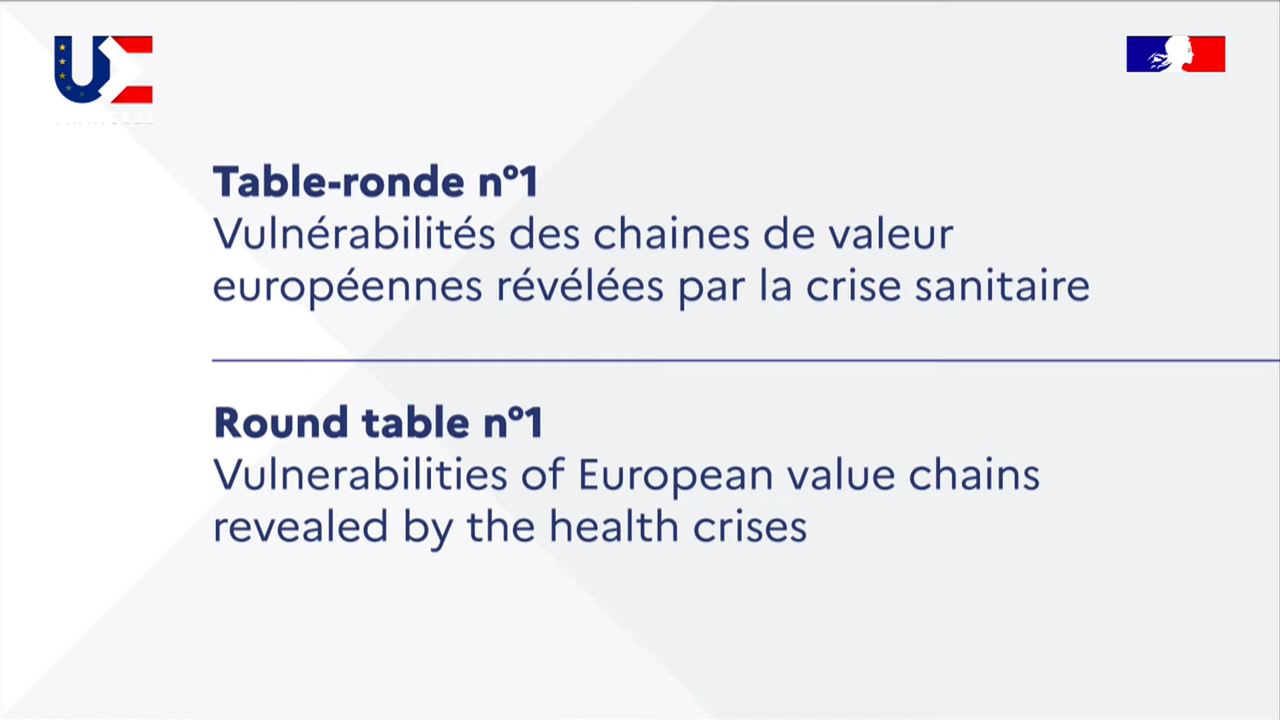 UE
Table-ronde n°1
Vulnérabilités des chaines de valeur
européennes révélées par la crise sanitaire
Round table n°1
Vulnerabilities of European value chains
revealed by the health crises